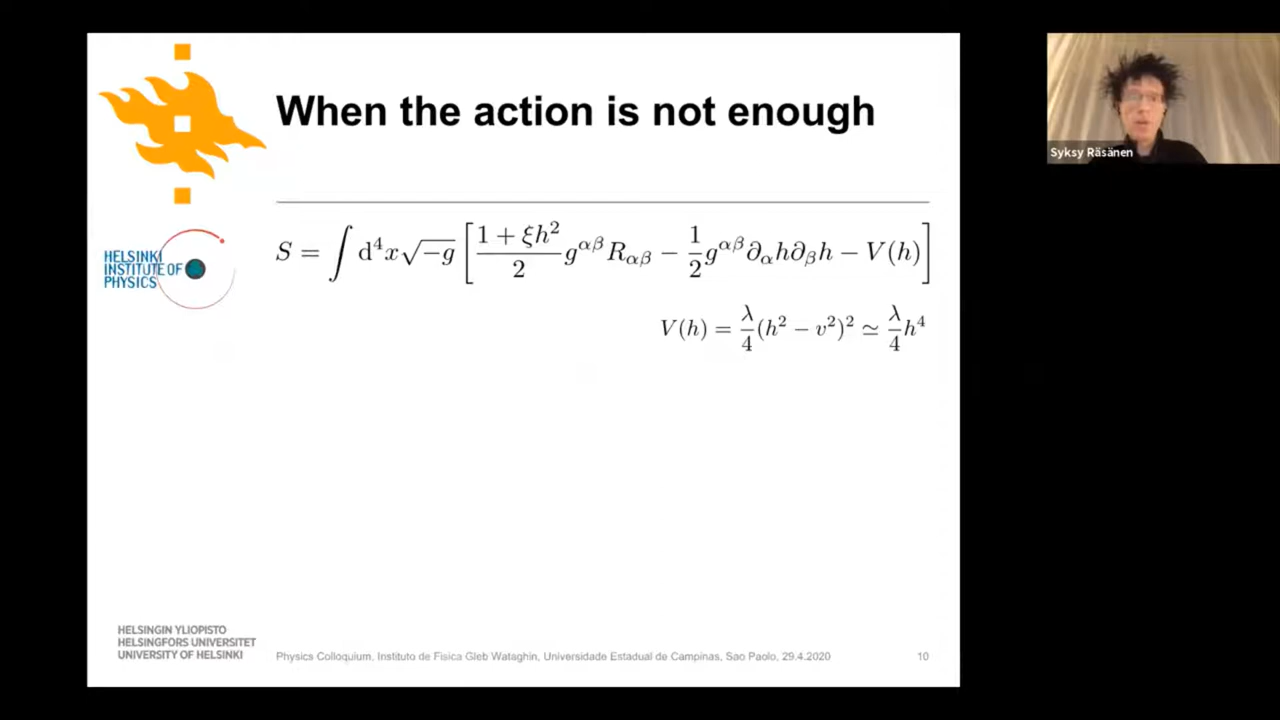 When the action is not enough
Syksy Räsänen
HELSINKI
INSTITUTE OF
PHYSICS
S = ∫ d⁴x√−g [ (1 + ξh²)/2 g^{αβ}R_{αβ} − 1/2 g^{αβ}∂_αh∂_βh − V(h) ]
V(h) = λ/4 (h² − v²)² ≃ λ/4 h⁴
HELSINGIN YLIOPISTO
HELSINGFORS UNIVERSITET
UNIVERSITY OF HELSINKI
Physics Colloquium, Instituto de Fisica Gleb Wataghin, Universidade Estadual de Campinas, Sao Paolo, 29.4.2020
10